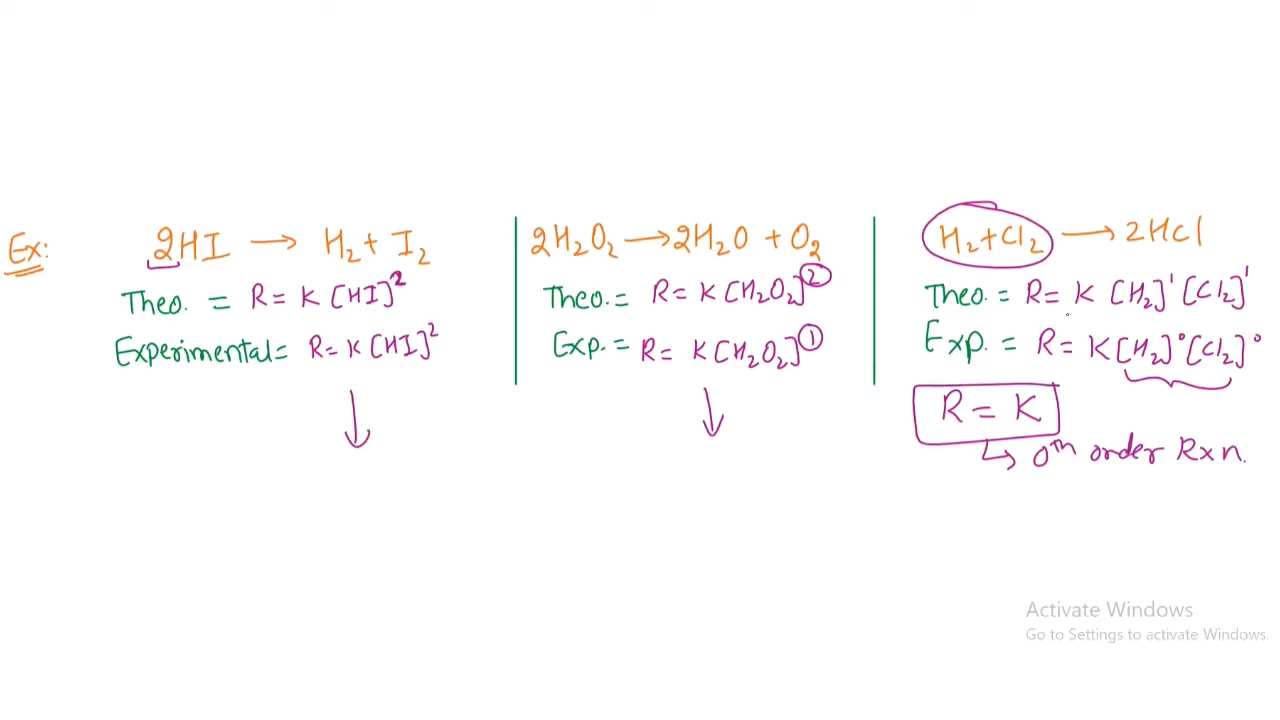 Ex:
2HI → H₂ + I₂
Theo. = R = K [HI]²
Experimental = R = K [HI]²
↓
2H₂O₂ → 2H₂O + O₂
Theo. = R = K [H₂O₂]②
Exp. = R = K [H₂O₂]①
↓
H₂ + Cl₂ → 2HCl
Theo. = R = K [H₂]¹ [Cl₂]¹
Exp. = R = K [H₂]⁰ [Cl₂]⁰
R = K
↳ 0th order Rxn.
Activate Windows
Go to Settings to activate Windows.